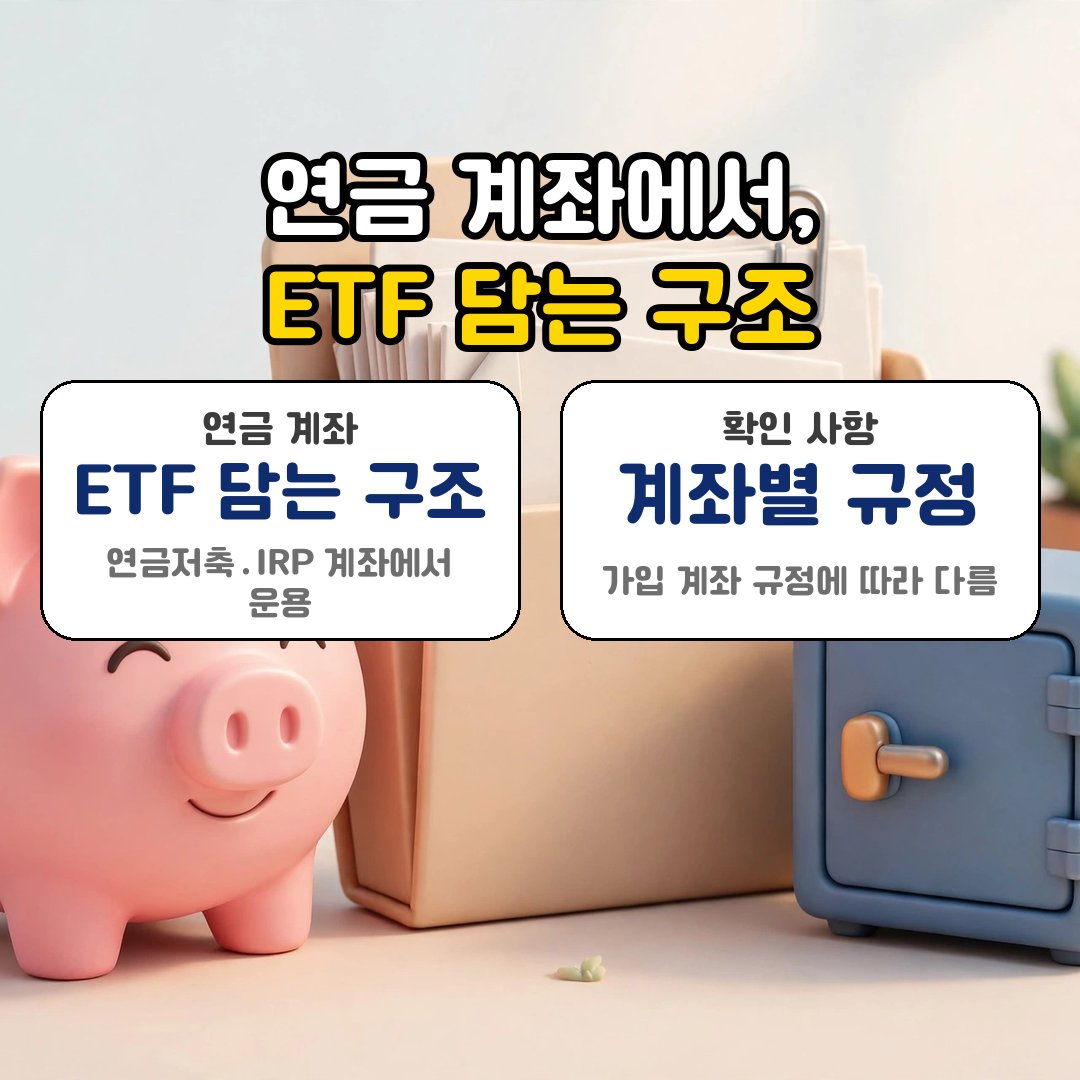 연금 계좌에서,
ETF 담는 구조
연금 계좌
ETF 담는 구조
연금저축.IRP 계좌에서
운용
확인 사항
계좌별 규정
가입 계좌 규정에 따라 다름